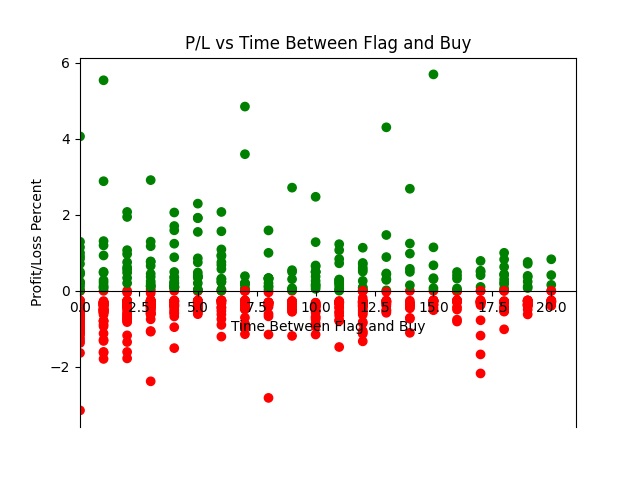 P/L vs Time Between Flag and Buy
6
4
2
0
−2
Profit/Loss Percent
0.0 2.5 5.0 7.5 10.0 12.5 15.0 17.5 20.0
Time Between Flag and Buy